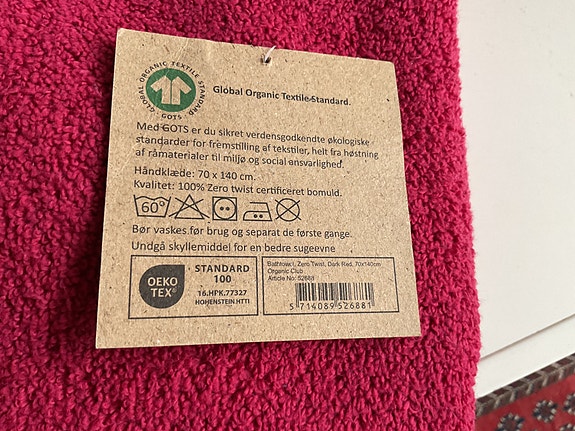 GLOBAL ORGANIC TEXTILE STANDARD
· GOTS ·
Global Organic Textile Standard.
Med GOTS er du sikret verdensgodkendte økologiske
standarder for fremstilling af tekstiler, helt fra høstning
af råmaterialer til miljø og social ansvarlighed.
Håndklæde: 70 x 140 cm.
Kvalitet: 100% Zero twist certificeret bomuld.
60°
Bør vaskes før brug og separat de første gange.
Undgå skyllemiddel for en bedre sugeevne
OEKO
TEX®
STANDARD
100
16.HPK.77327
HOHENSTEIN HTTI
Bathtowel, Zero Twist, Dark Red, 70x140cm
Organic Club
Article No: 52688
5 714089 526881